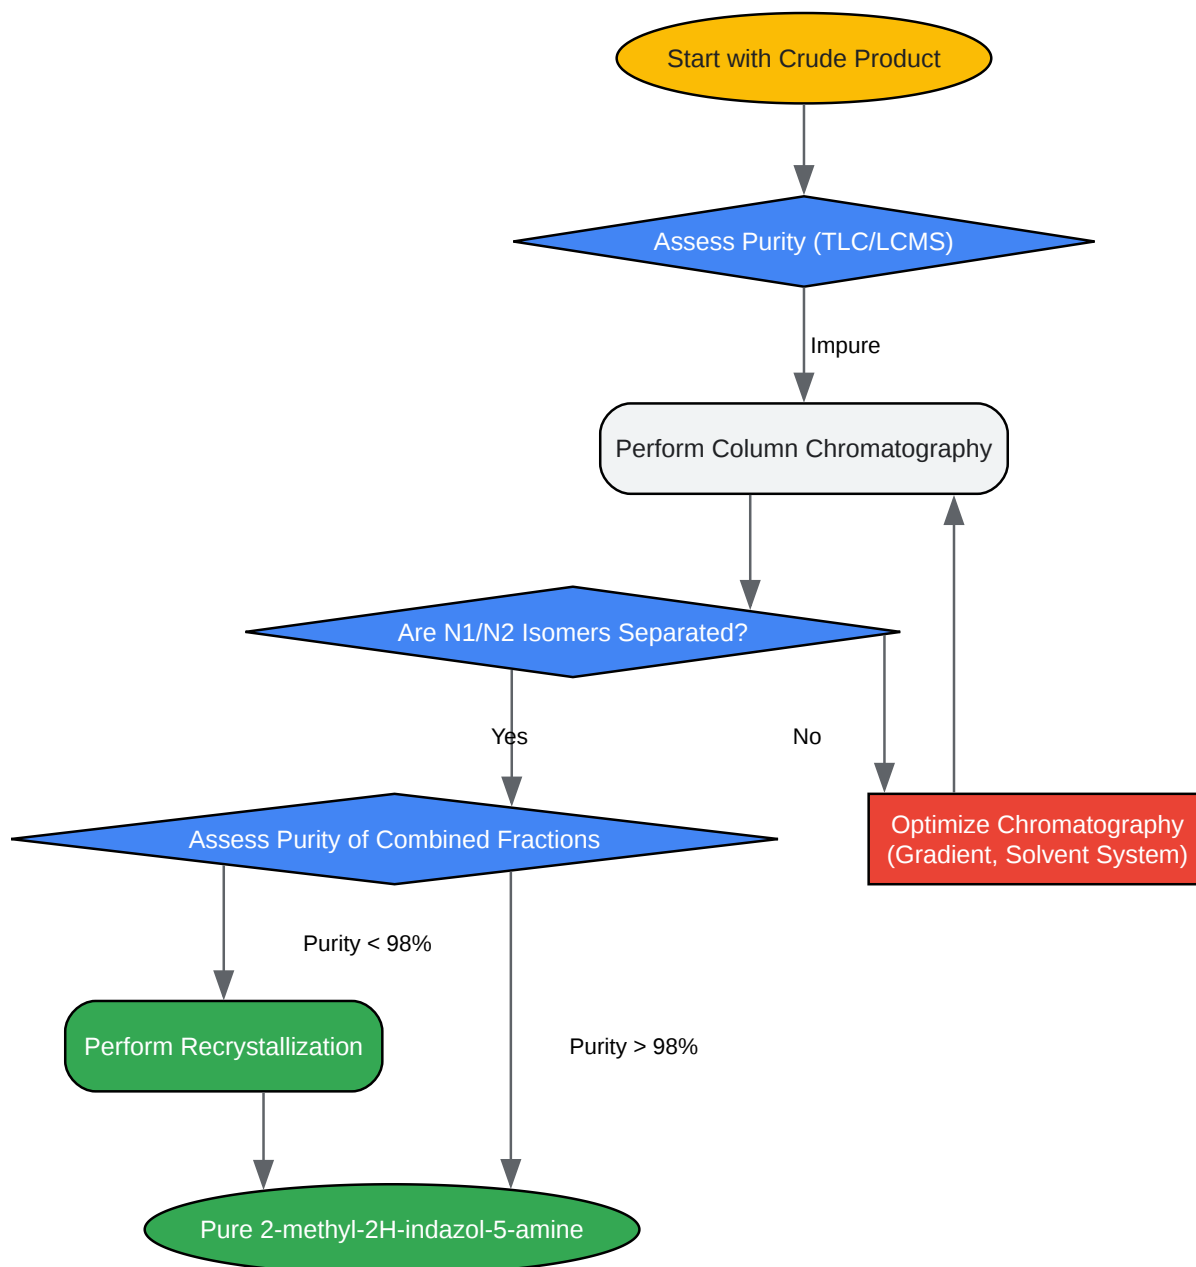 Start with Crude Product
Assess Purity (TLC/LCMS)
Impure
Perform Column Chromatography
Are N1/N2 Isomers Separated?
Yes
No
Assess Purity of Combined Fractions
Optimize Chromatography
(Gradient, Solvent System)
Purity < 98%
Perform Recrystallization
Purity > 98%
Pure 2-methyl-2H-indazol-5-amine